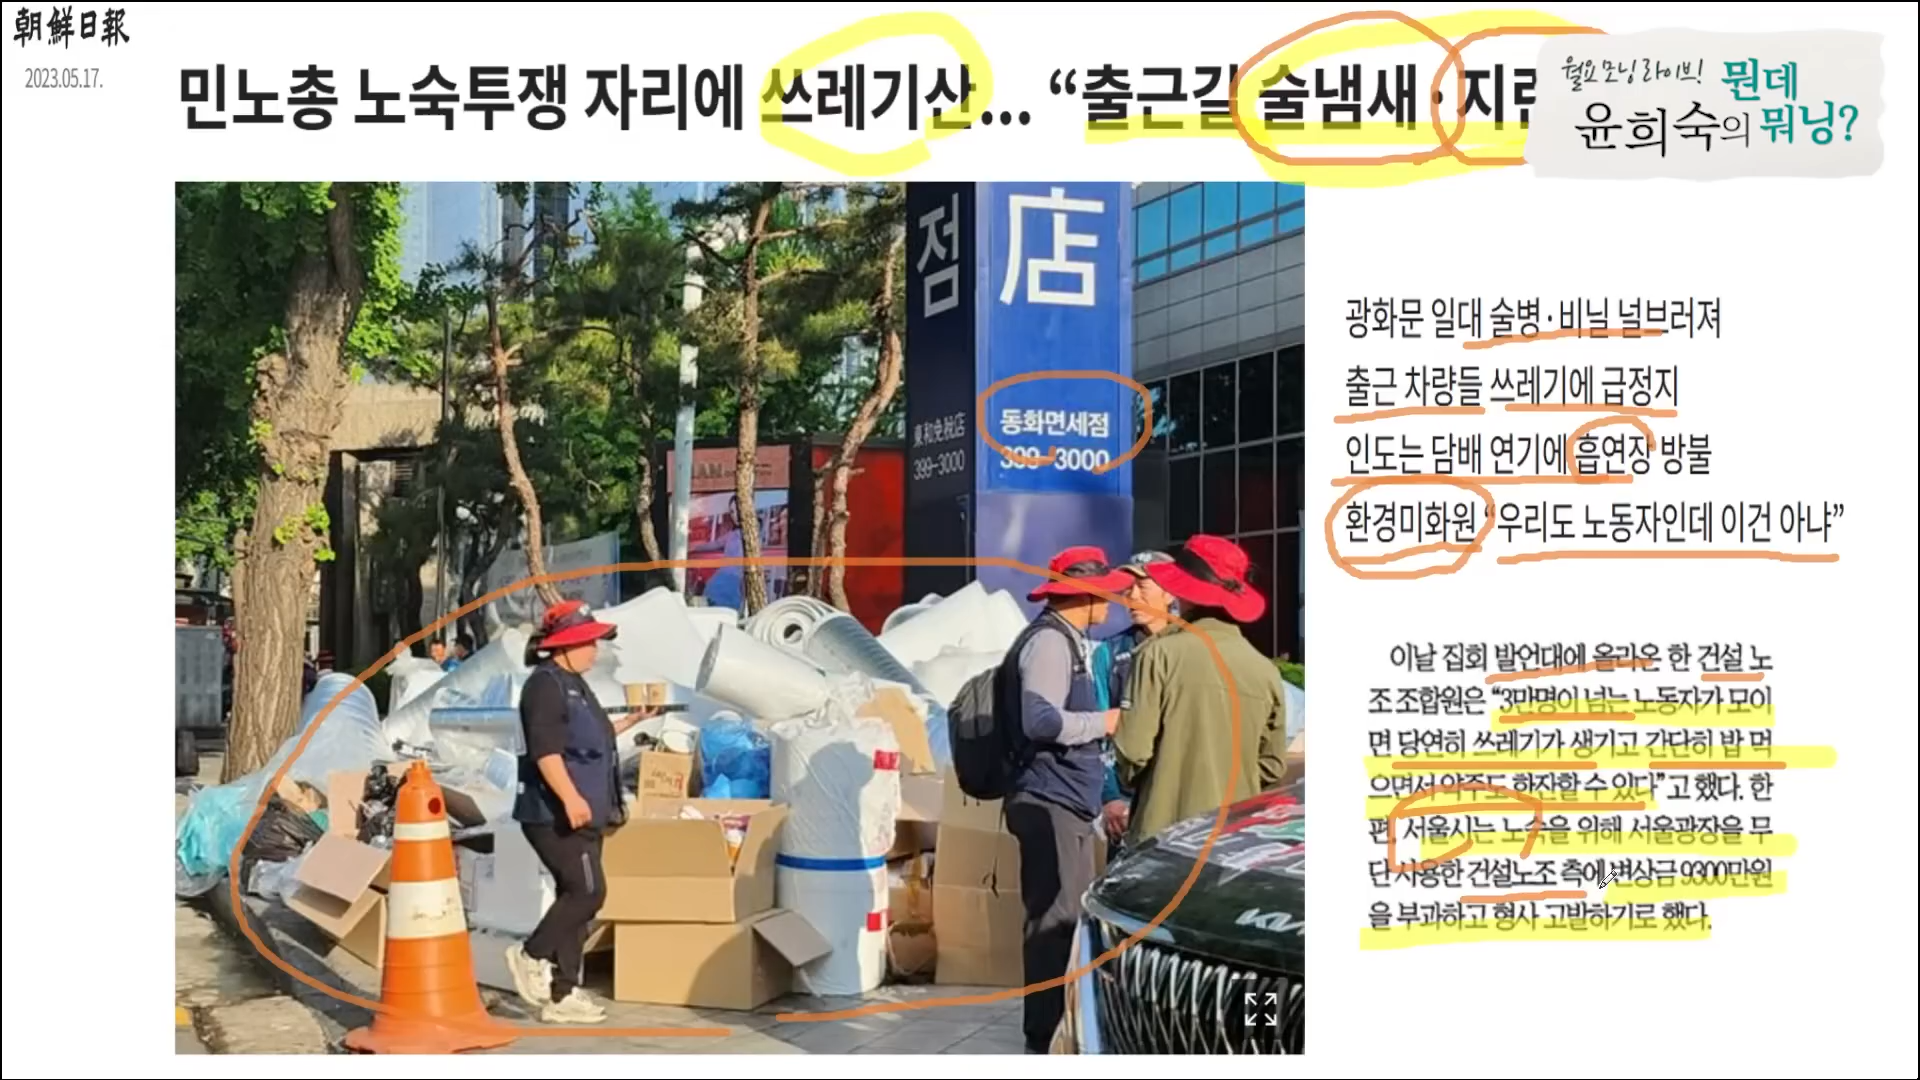 朝鮮日報
2023.05.17.
민노총 노숙투쟁 자리에 쓰레기산... “출근길 술냄새·지린
월요 모닝 라이브! 뭔데
윤희숙의 뭐닝?
점
店
東和免稅店
399-3000
동화면세점
399-3000
광화문 일대 술병·비닐 널브러져
출근 차량들 쓰레기에 급정지
인도는 담배 연기에 흡연장 방불
환경미화원 “우리도 노동자인데 이건 아냐”
이날 집회 발언대에 올라온 한 건설 노
조 조합원은 “3만명이 넘는 노동자가 모이
면 당연히 쓰레기가 생기고 간단히 밥 먹
으면서 약주도 한잔할 수 있다”고 했다. 한
편, 서울시는 노숙을 위해 서울광장을 무
단 사용한 건설노조 측에 변상금 9300만원
을 부과하고 형사 고발하기로 했다.